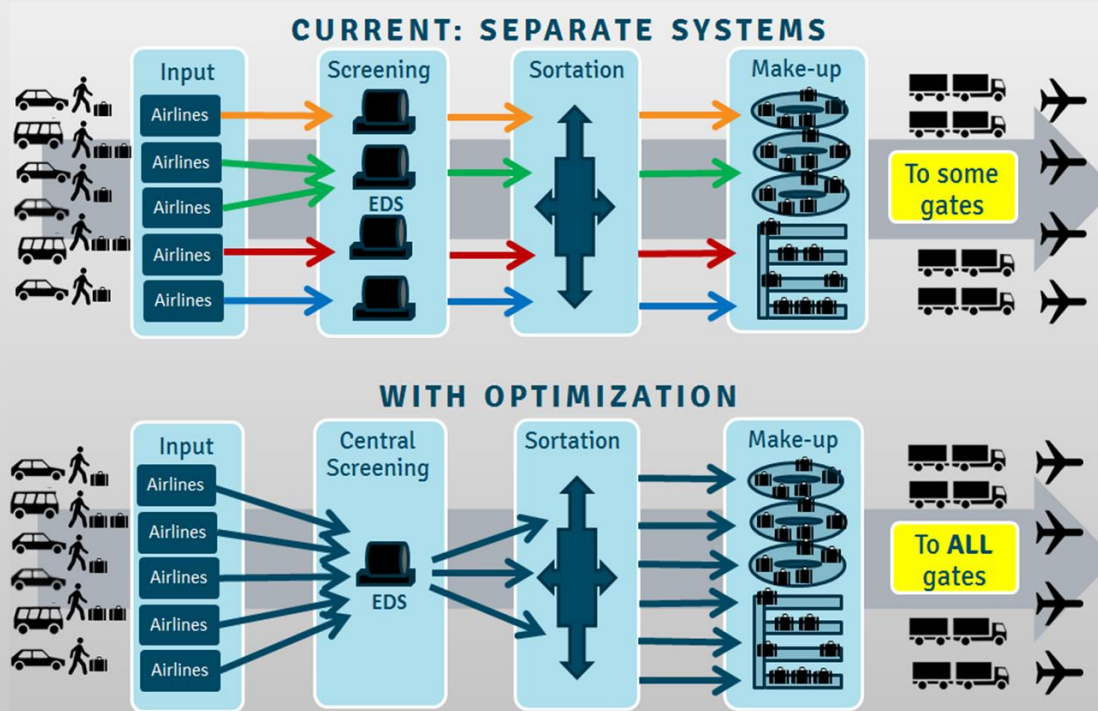 CURRENT: SEPARATE SYSTEMS
Input
Screening
Sortation
Make-up
Airlines
Airlines
Airlines
Airlines
Airlines
EDS
To some
gates
WITH OPTIMIZATION
Input
Central
Screening
Sortation
Make-up
Airlines
Airlines
Airlines
Airlines
Airlines
EDS
To ALL
gates